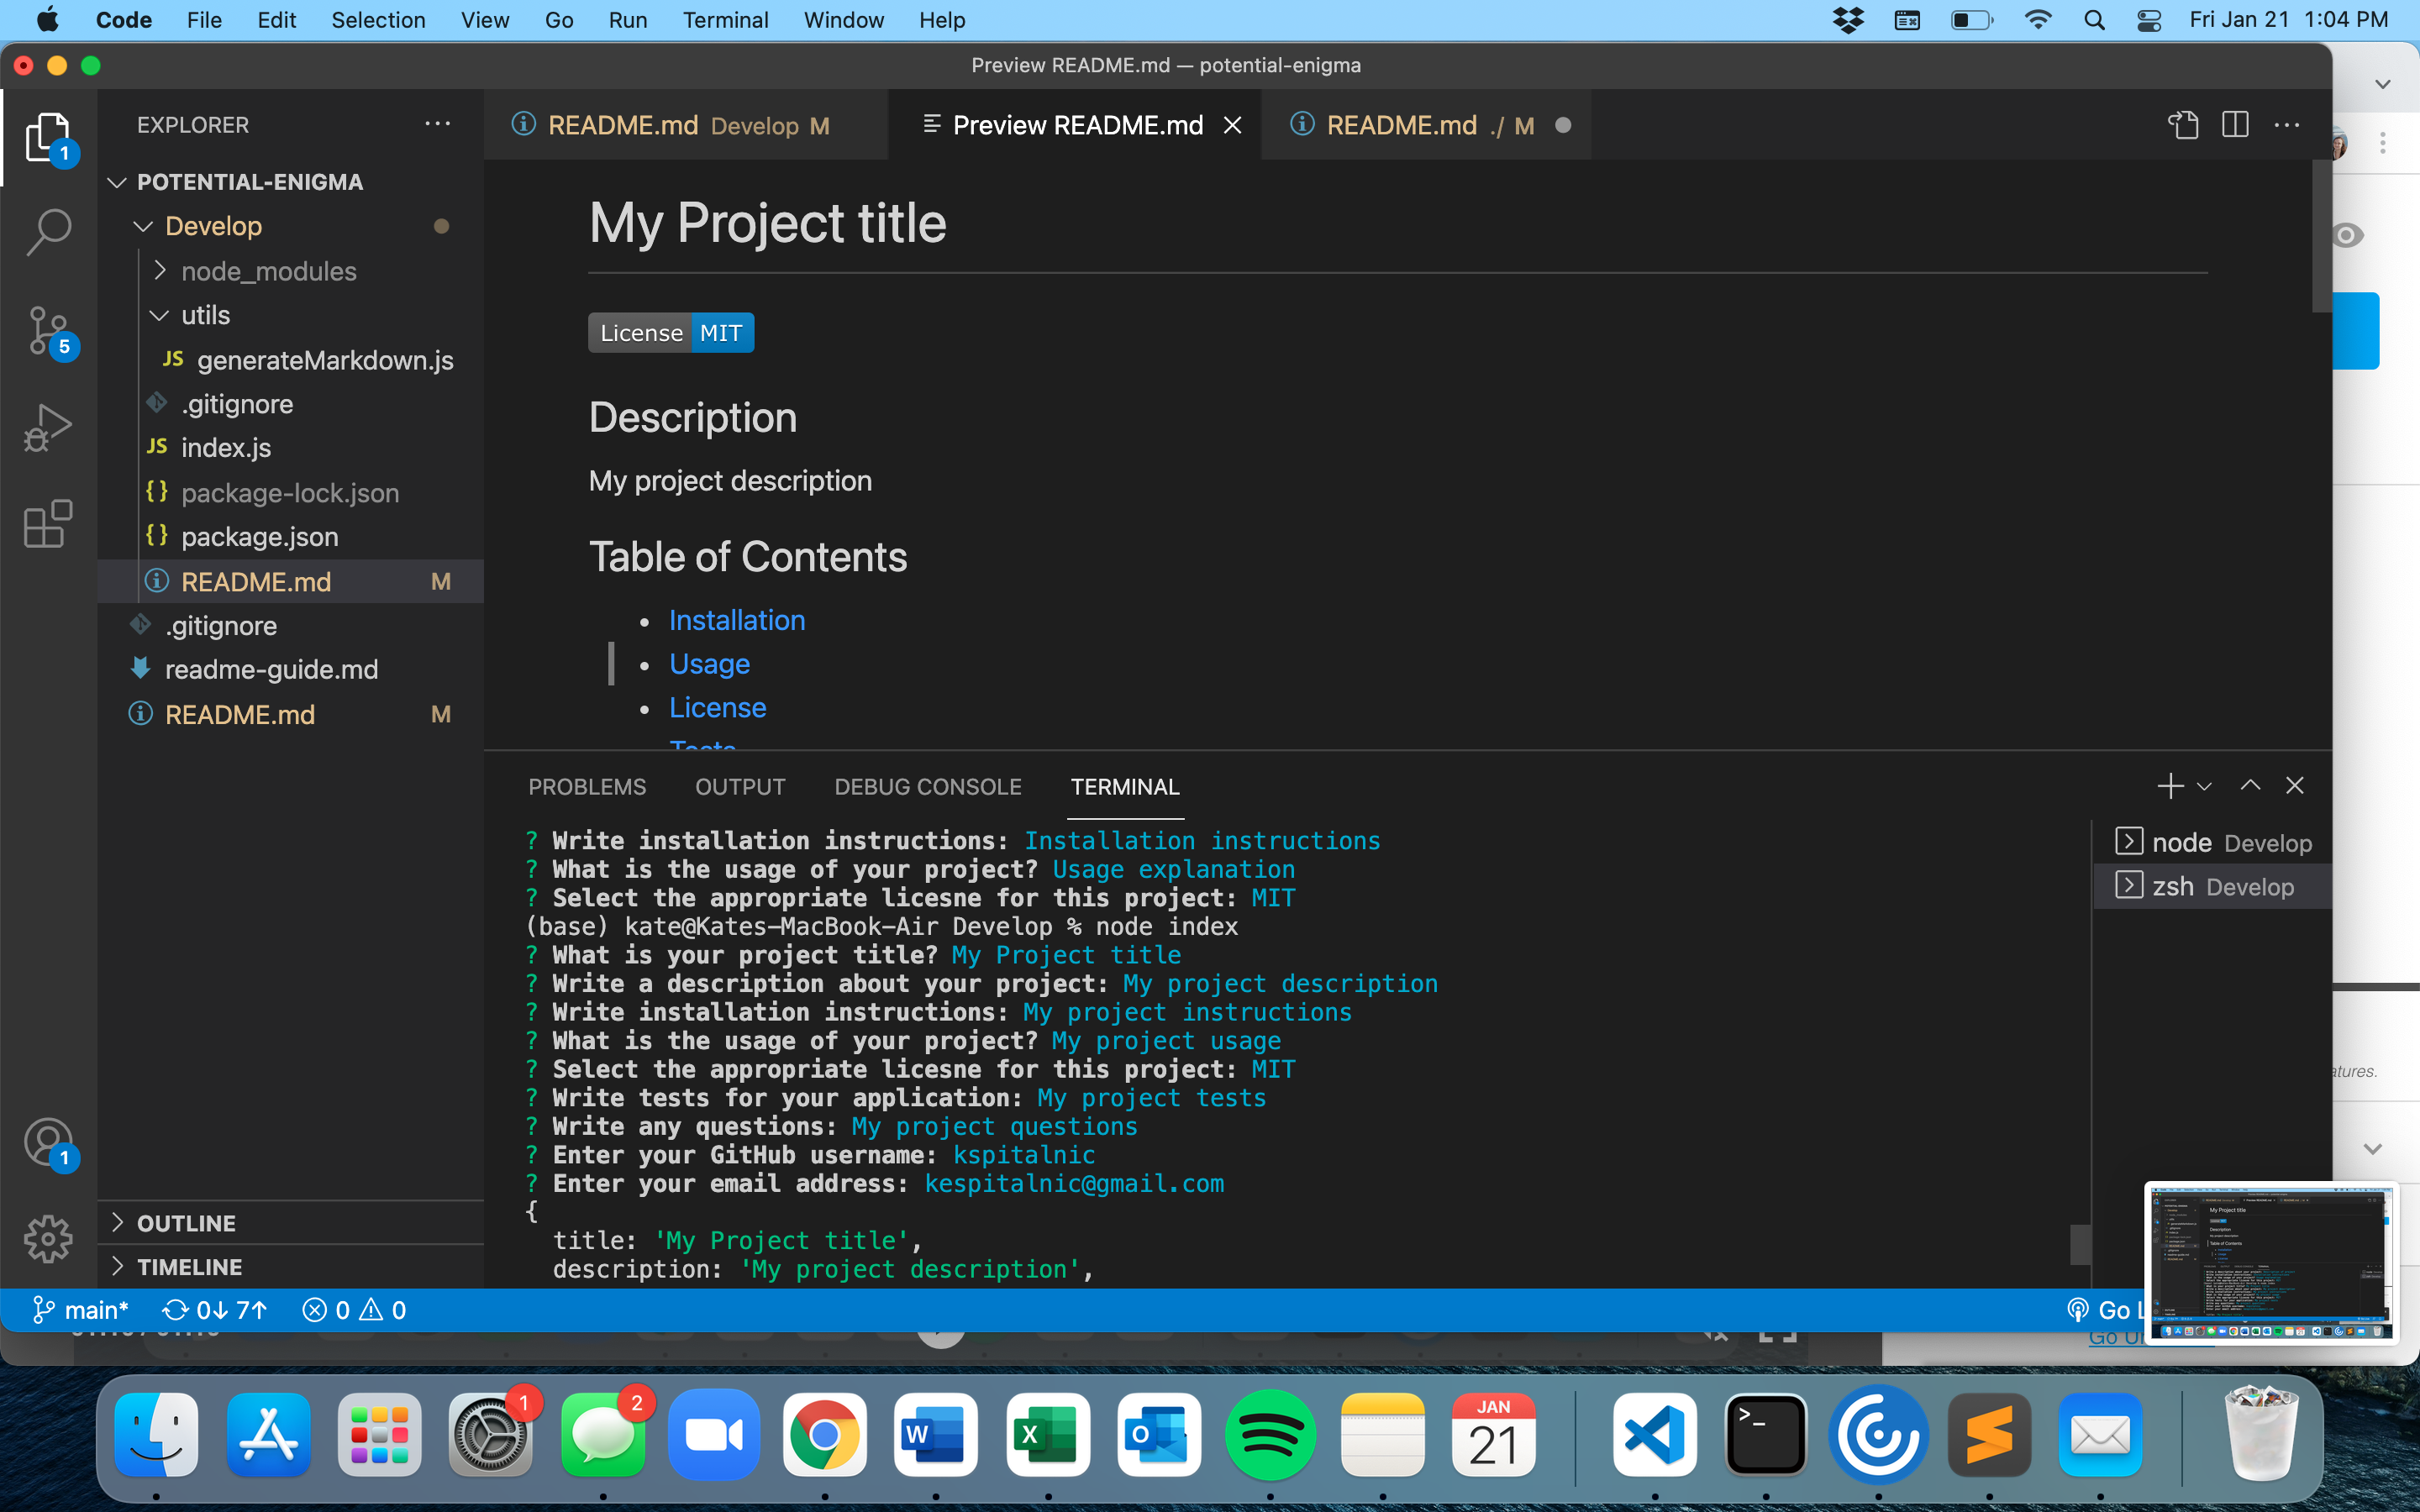 Code File Edit Selection View Go Run Terminal Window Help Fri Jan 21 1:04 PM
Preview README.md — potential-enigma
EXPLORER
README.md Develop M
Preview README.md
README.md ./ M
1
POTENTIAL-ENIGMA
Develop
node_modules
utils
5
JS generateMarkdown.js
.gitignore
JS index.js
{} package-lock.json
{} package.json
README.md M
.gitignore
readme-guide.md
README.md M
My Project title
License MIT
Description
My project description
Table of Contents
• Installation
• Usage
• License
Tests
PROBLEMS OUTPUT DEBUG CONSOLE TERMINAL
? Write installation instructions: Installation instructions
? What is the usage of your project? Usage explanation
? Select the appropriate licesne for this project: MIT
(base) kate@Kates-MacBook-Air Develop % node index
? What is your project title? My Project title
? Write a description about your project: My project description
? Write installation instructions: My project instructions
? What is the usage of your project? My project usage
? Select the appropriate licesne for this project: MIT
? Write tests for your application: My project tests
? Write any questions: My project questions
? Enter your GitHub username: kspitalnic
? Enter your email address: kespitalnic@gmail.com
{
title: 'My Project title',
description: 'My project description',
node Develop
zsh Develop
atures.
1
OUTLINE
TIMELINE
main* 0↓ 7↑ 0 0
Go L
Go U
1
2
W
X
O
JAN
21
>_